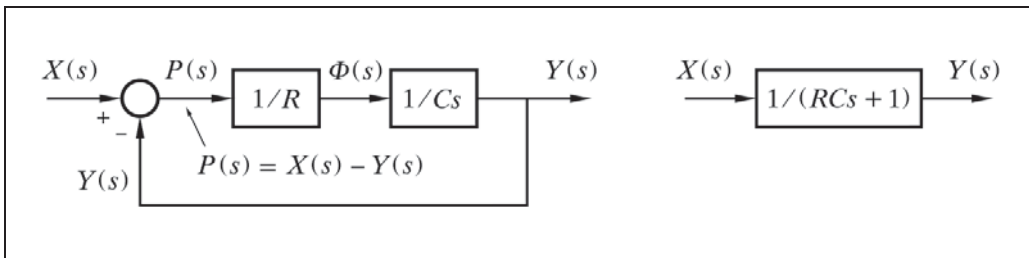 X(s)
P(s)
Φ(s)
Y(s)
+
−
1/R
1/Cs
P(s) = X(s) − Y(s)
Y(s)
X(s)
Y(s)
1/(RCs + 1)